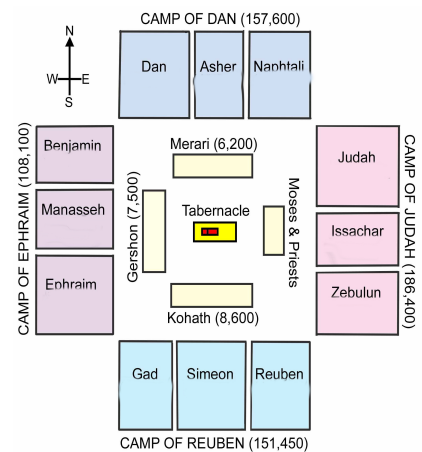 CAMP OF DAN (157,600)
N
W E
S
Dan Asher Naphtali
CAMP OF EPHRAIM (108,100)
Benjamin
Manasseh
Ephraim
Merari (6,200)
Gershon (7,500)
Tabernacle
Moses & Priests
Kohath (8,600)
Judah
Issachar
Zebulun
CAMP OF JUDAH (186,400)
Gad Simeon Reuben
CAMP OF REUBEN (151,450)